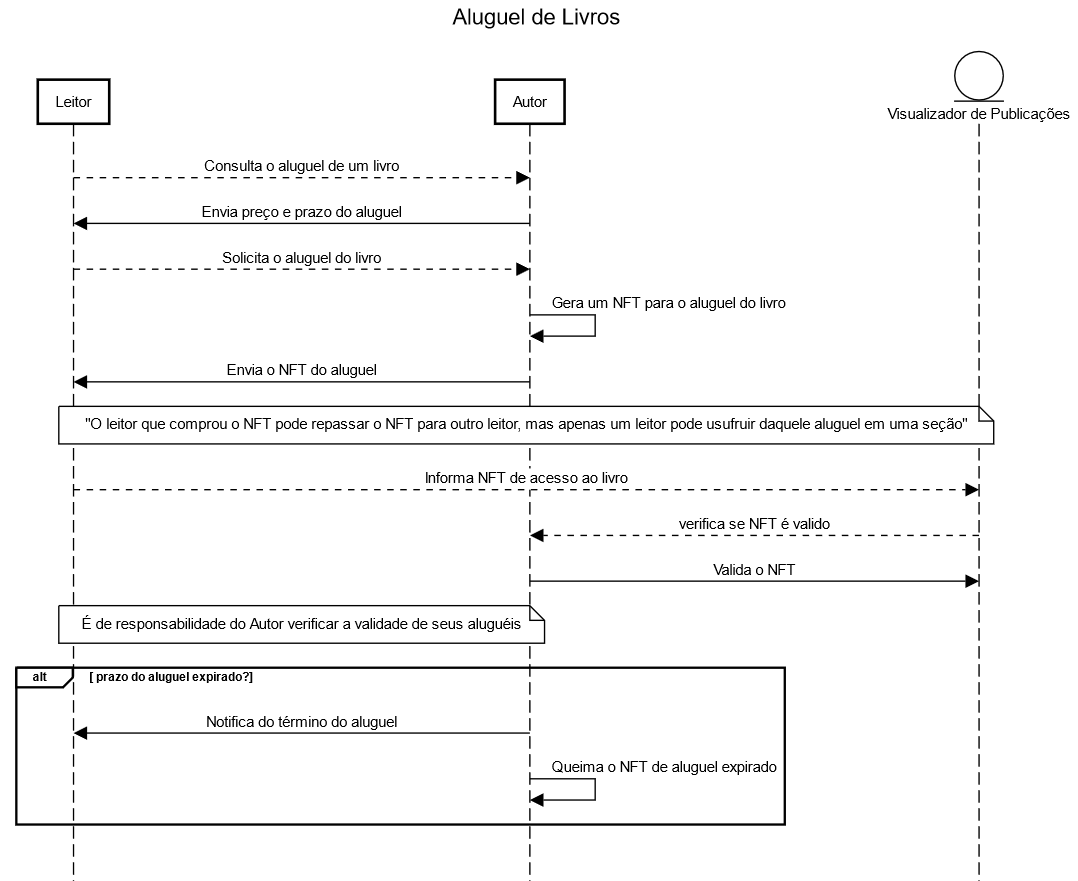 Aluguel de Livros
Leitor
Autor
Visualizador de Publicações
Consulta o aluguel de um livro
Envia preço e prazo do aluguel
Solicita o aluguel do livro
Gera um NFT para o aluguel do livro
Envia o NFT do aluguel
"O leitor que comprou o NFT pode repassar o NFT para outro leitor, mas apenas um leitor pode usufruir daquele aluguel em uma seção"
Informa NFT de acesso ao livro
verifica se NFT é valido
Valida o NFT
É de responsabilidade do Autor verificar a validade de seus aluguéis
alt
[ prazo do aluguel expirado?]
Notifica do término do aluguel
Queima o NFT de aluguel expirado